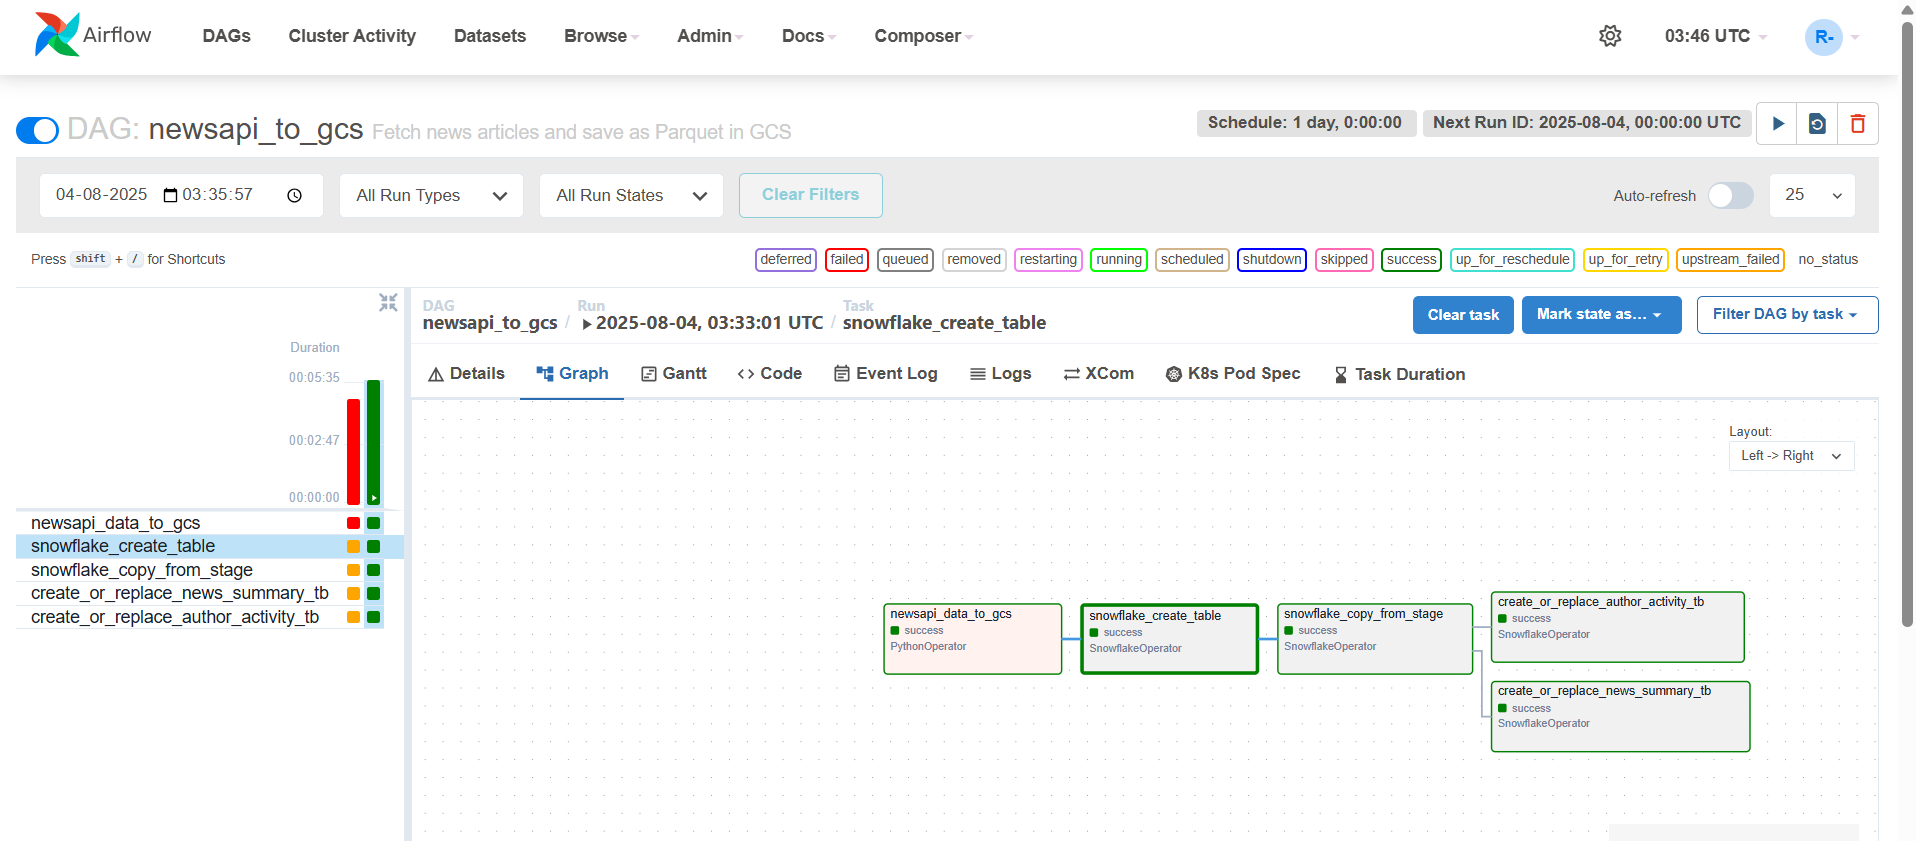 Airflow DAGs Cluster Activity Datasets Browse Admin Docs Composer 03:46 UTC R-
DAG: newsapi_to_gcs Fetch news articles and save as Parquet in GCS Schedule: 1 day, 0:00:00 Next Run ID: 2025-08-04, 00:00:00 UTC
04-08-2025 03:35:57 All Run Types All Run States Clear Filters Auto-refresh 25
Press shift + / for Shortcuts deferred failed queued removed restarting running scheduled shutdown skipped success up_for_reschedule up_for_retry upstream_failed no_status
DAG Run Task
newsapi_to_gcs / 2025-08-04, 03:33:01 UTC / snowflake_create_table Clear task Mark state as... Filter DAG by task
Details Graph Gantt Code Event Log Logs XCom K8s Pod Spec Task Duration
Duration
00:05:35
00:02:47
00:00:00
newsapi_data_to_gcs
snowflake_create_table
snowflake_copy_from_stage
create_or_replace_news_summary_tb
create_or_replace_author_activity_tb
Layout:
Left -> Right
newsapi_data_to_gcs
success
PythonOperator
snowflake_create_table
success
SnowflakeOperator
snowflake_copy_from_stage
success
SnowflakeOperator
create_or_replace_author_activity_tb
success
SnowflakeOperator
create_or_replace_news_summary_tb
success
SnowflakeOperator